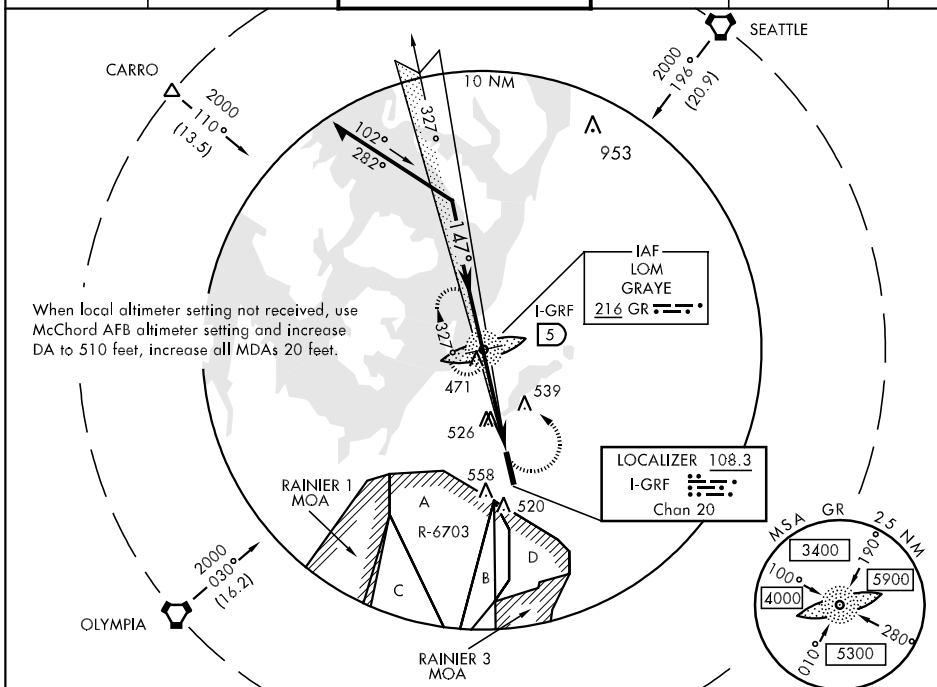 SEATTLE
2000
196°
(20.9)
CARRO
2000
110°
(13.5)
10 NM
327°
102°
282°
147°
953
IAF
LOM
GRAYE
216 GR
I-GRF
5
When local altimeter setting not received, use
McChord AFB altimeter setting and increase
DA to 510 feet, increase all MDAs 20 feet.
327°
471
539
526
LOCALIZER 108.3
I-GRF
Chan 20
558
520
RAINIER 1
MOA
A
R-6703
C
B
D
2000
030°
(16.2)
OLYMPIA
RAINIER 3
MOA
MSA GR 25 NM
3400
190°
100°
5900
4000
280°
010°
5300